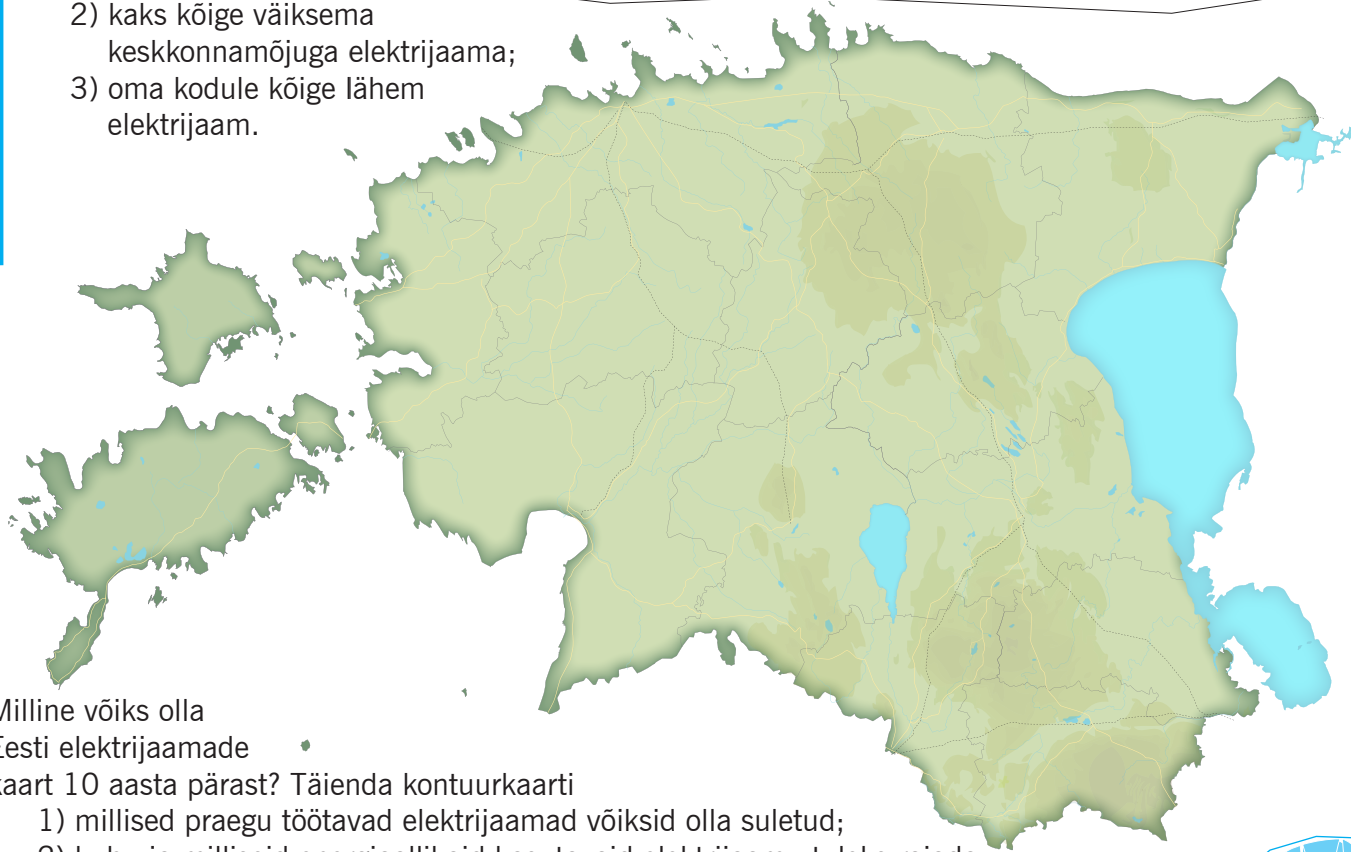 2) kaks kõige väiksema
keskkonnamõjuga elektrijaama;
3) oma kodule kõige lähem
elektrijaam.
Milline võiks olla
Eesti elektrijaamade
kaart 10 aasta pärast? Täienda kontuurkaarti
1) millised praegu töötavad elektrijaamad võiksid olla suletud;